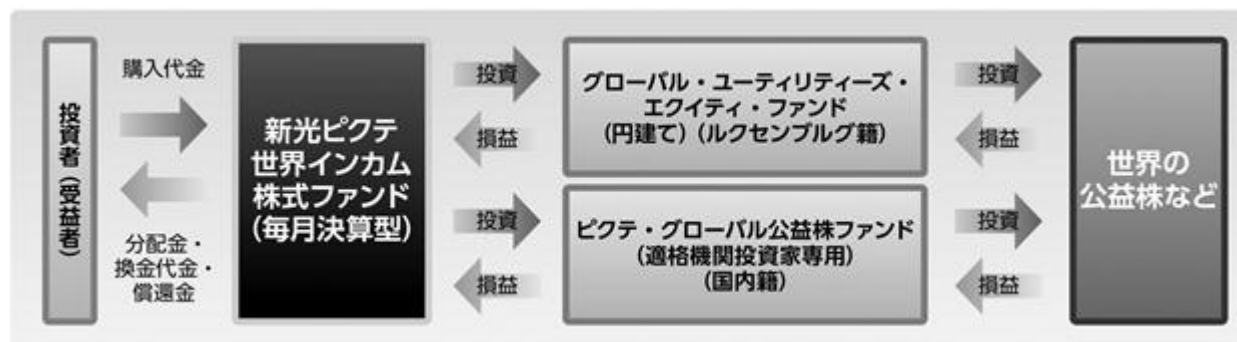 投資者(受益者)
購入代金
分配金・
換金代金・
償還金
新光ピクテ
世界インカム
株式ファンド
(毎月決算型)
投資
損益
投資
損益
グローバル・ユーティリティーズ・
エクイティ・ファンド
(円建て)(ルクセンブルグ籍)
ピクテ・グローバル公益株ファンド
(適格機関投資家専用)
(国内籍)
投資
損益
投資
損益
世界の
公益株など